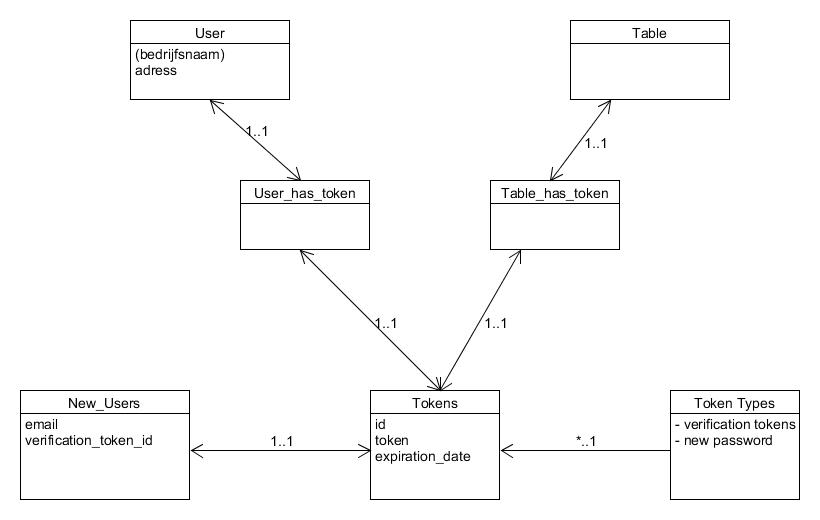 User
(bedrijfsnaam)
adress
Table
1..1
1..1
User_has_token
Table_has_token
1..1
1..1
New_Users
email
verification_token_id
1..1
Tokens
id
token
expiration_date
*..1
Token Types
- verification tokens
- new password